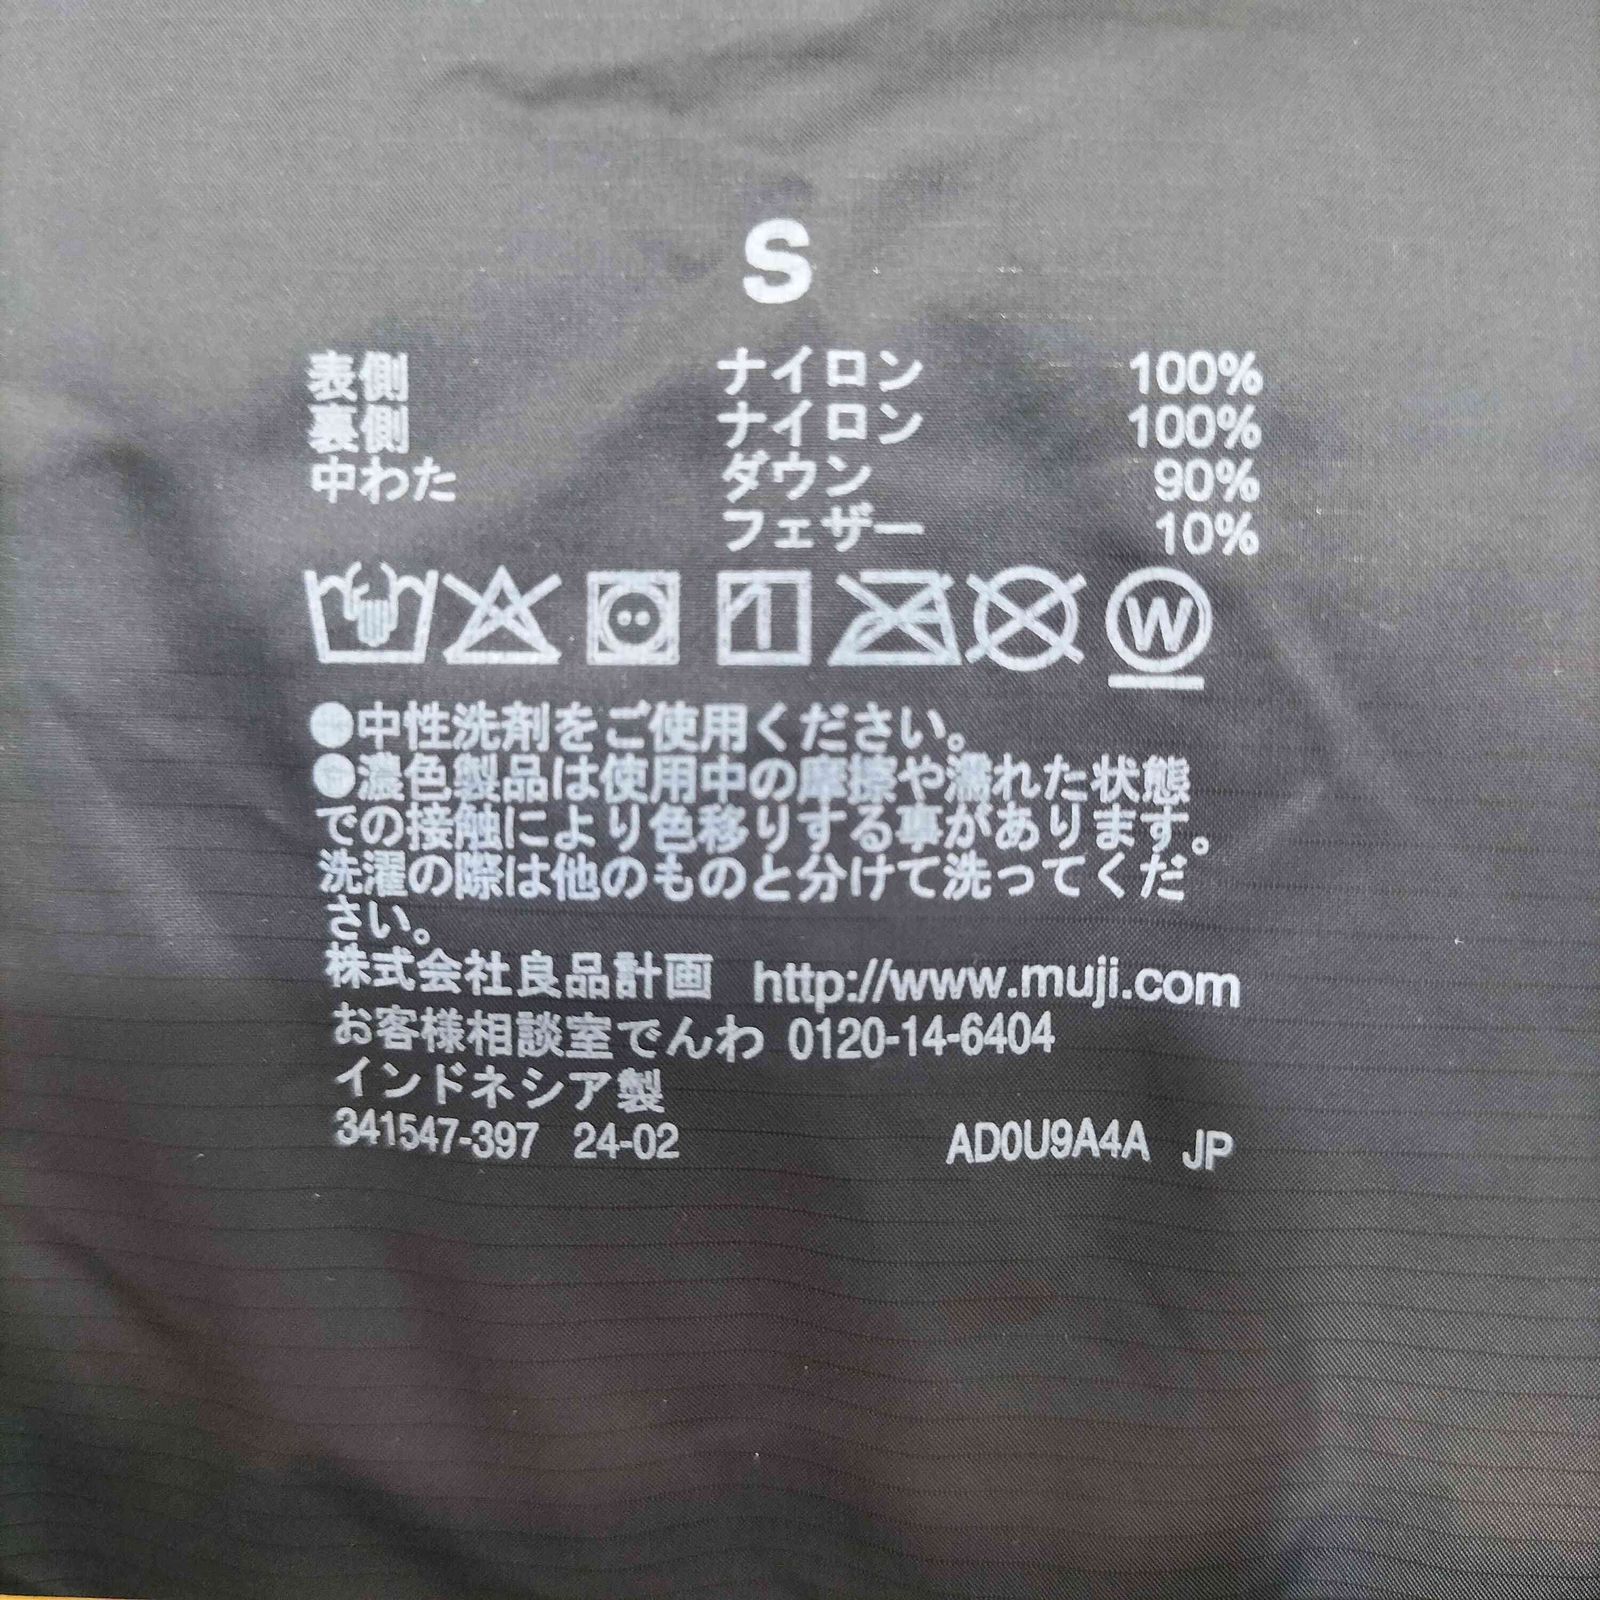 S
表側 ナイロン 100%
裏側 ナイロン 100%
中わた ダウン 90%
フェザー 10%
W
●中性洗剤をご使用ください。
●濃色製品は使用中の摩擦や濡れた状態
での接触により色移りする事があります。
洗濯の際は他のものと分けて洗ってくだ
さい。
株式会社良品計画 http://www.muji.com
お客様相談室でんわ 0120-14-6404
インドネシア製
341547-397 24-02 AD0U9A4A JP